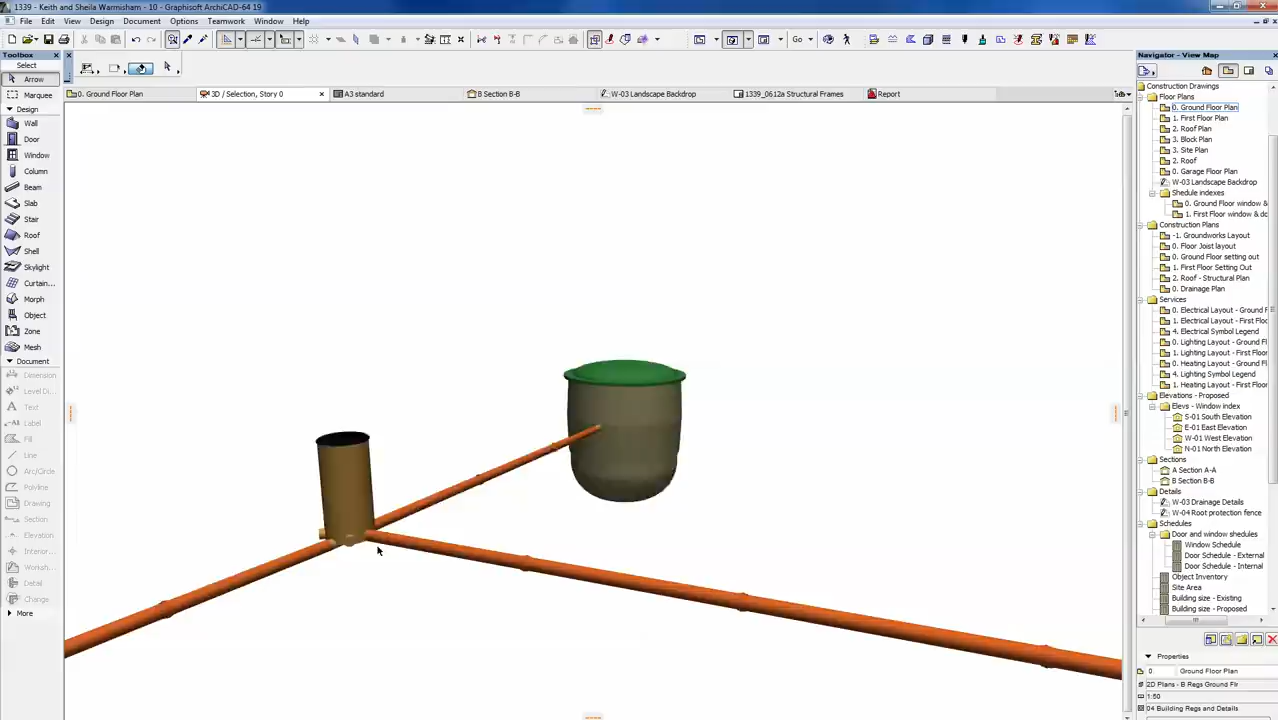 1339 - Keith and Sheila Warmisham - 10 - Graphisoft ArchiCAD-64 19
File Edit View Design Document Options Teamwork Window Help
Toolbox
Select
Arrow
Marquee
Design
Wall
Door
Window
Column
Beam
Slab
Stair
Roof
Shell
Skylight
Curtain...
Morph
Object
Zone
Mesh
Document
Dimension
Level Di...
Text
Label
Fill
Line
Arc/Circle
Polyline
Drawing
Section
Elevation
Interior...
Worksh...
Detail
Change
More
Go
0. Ground Floor Plan
3D / Selection, Story 0
A3 standard
B Section B-B
W-03 Landscape Backdrop
1339_0612a Structural Frames
Report
Navigator - View Map
Construction Drawings
Floor Plans
0. Ground Floor Plan
1. First Floor Plan
2. Roof Plan
3. Block Plan
3. Site Plan
2. Roof
0. Garage Floor Plan
W-03 Landscape Backdrop
Shedule indexes
0. Ground Floor window &
1. First Floor window & do
Construction Plans
-1. Groundworks Layout
0. Floor Joist layout
0. Ground Floor setting out
1. First Floor Setting Out
2. Roof - Structural Plan
0. Drainage Plan
Services
0. Electrical Layout - Ground F
1. Electrical Layout - First Floo
4. Electrical Symbol Legend
0. Lighting Layout - Ground Fl
1. Lighting Layout - First Floor
0. Heating Layout - Ground Fl
4. Lighting Symbol Legend
1. Heating Layout - First Floor
Elevations - Proposed
Elevs - Window index
S-01 South Elevation
E-01 East Elevation
W-01 West Elevation
N-01 North Elevation
Sections
A Section A-A
B Section B-B
Details
W-03 Drainage Details
W-04 Root protection fence
Schedules
Door and window shedules
Window Schedule
Door Schedule - External
Door Schedule - Internal
Object Inventory
Site Area
Building size - Existing
Building size - Proposed
Properties
0. Ground Floor Plan
2D Plans - B Regs Ground Flr
1:50
04 Building Regs and Details